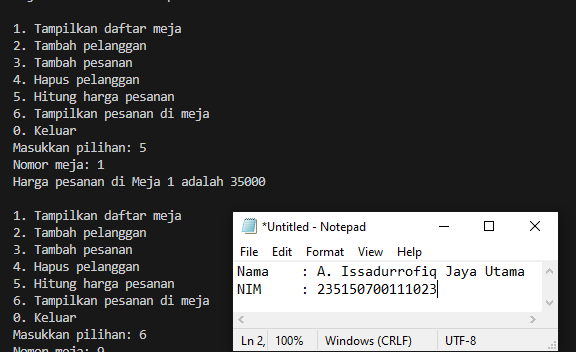 1. Tampilkan daftar meja
2. Tambah pelanggan
3. Tambah pesanan
4. Hapus pelanggan
5. Hitung harga pesanan
6. Tampilkan pesanan di meja
0. Keluar
Masukkan pilihan: 5
Nomor meja: 1
Harga pesanan di Meja 1 adalah 35000
1. Tampilkan daftar meja
2. Tambah pelanggan
3. Tambah pesanan
4. Hapus pelanggan
5. Hitung harga pesanan
6. Tampilkan pesanan di meja
0. Keluar
Masukkan pilihan: 6
Nomor meja: 9
*Untitled - Notepad
File Edit Format View Help
Nama : A. Issadurrofiq Jaya Utama
NIM : 235150700111023
Ln 2, 100% Windows (CRLF) UTF-8